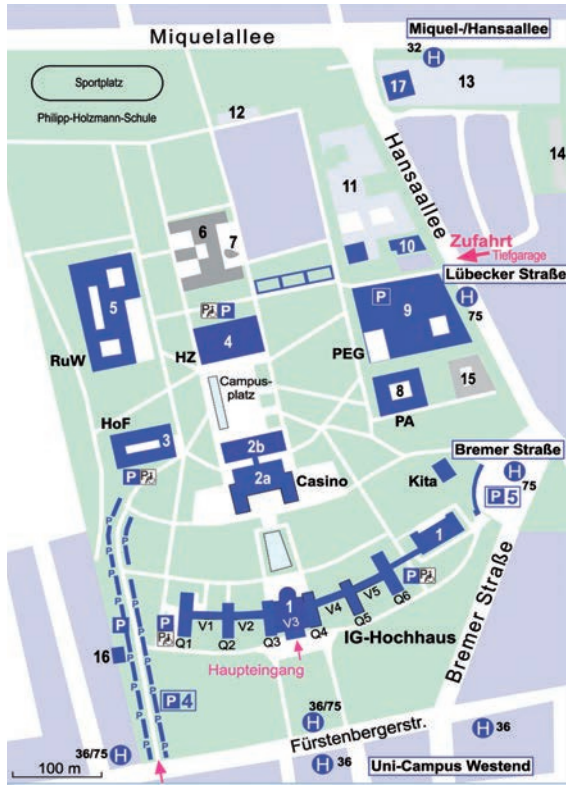 Miquelallee
Miquel-/Hansaallee
32
H
17
13
Sportplatz
Philipp-Holzmann-Schule
12
Hansaallee
14
11
6
7
10
Zufahrt
Tiefgarage
Lübecker Straße
5
P
P
9
H
75
RuW
HZ
4
PEG
Campus-
platz
8
15
PA
HoF
3
2b
Bremer Straße
P
2a
Casino
Kita
H
75
P 5
1
Bremer Straße
P
P
1
V1
V2
V3
V4
V5
Q1
Q2
Q3
Q4
Q5
Q6
IG-Hochhaus
P
16
Haupteingang
P 4
36/75
H
Fürstenbergerstr.
H
36
36/75
H
H
36
100 m
Uni-Campus Westend